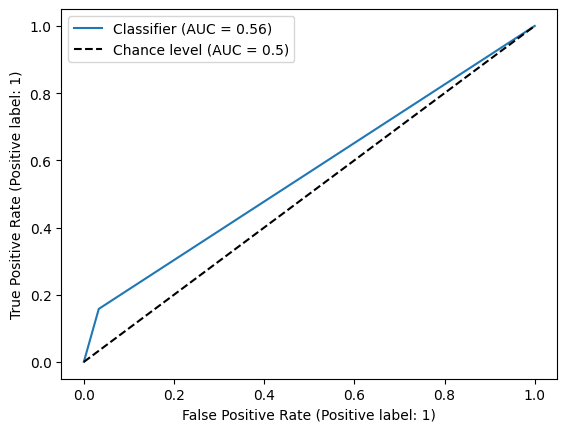 Classifier (AUC = 0.56)
Chance level (AUC = 0.5)
1.0
0.8
0.6
0.4
0.2
0.0
True Positive Rate (Positive label: 1)
0.0 0.2 0.4 0.6 0.8 1.0
False Positive Rate (Positive label: 1)